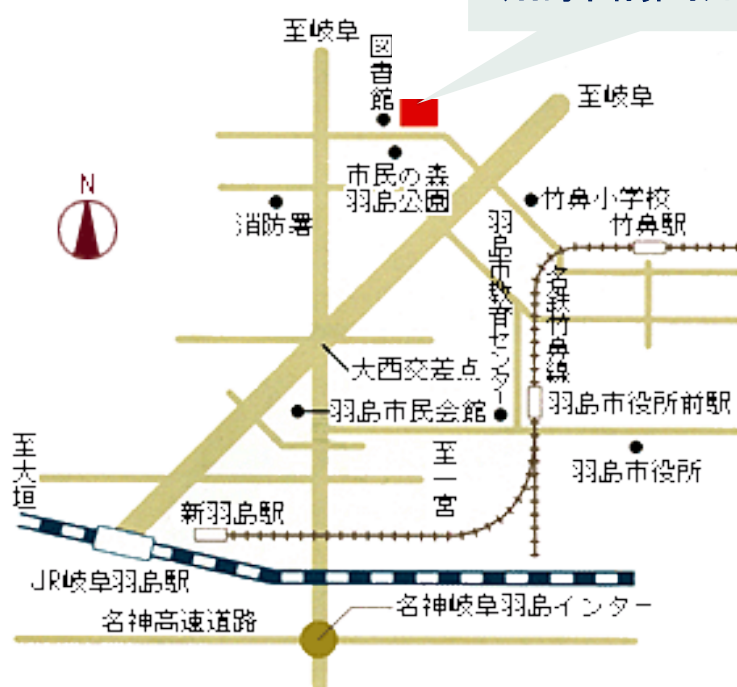 至岐阜
図書館
至岐阜
N
市民の森
羽島公園
竹鼻小学校
消防署
竹鼻駅
羽島市教育センター
名鉄竹鼻線
大西交差点
羽島市民会館
羽島市役所前駅
至大垣
至一宮
羽島市役所
新羽島駅
JR岐阜羽島駅
名神高速道路
名神岐阜羽島インター